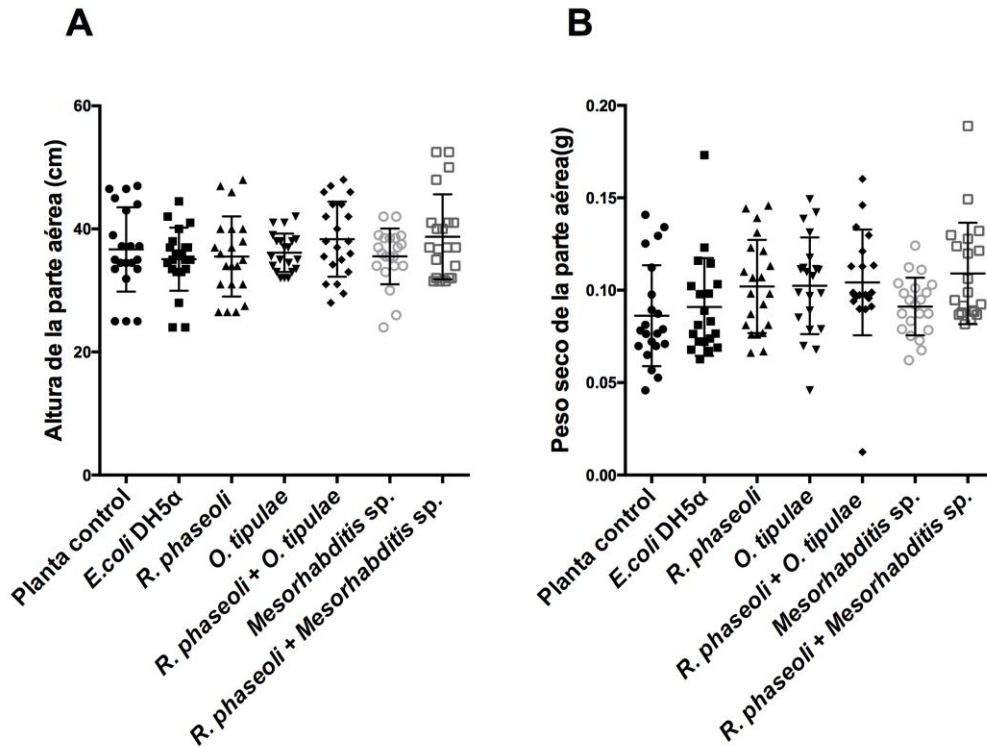 A
Altura de la parte aérea (cm)
60
40
20
0
Planta control
E.coli DH5α
R. phaseoli
O. tipulae
R. phaseoli + O. tipulae
Mesorhabditis sp.
R. phaseoli + Mesorhabditis sp.
B
Peso seco de la parte aérea(g)
0.20
0.15
0.10
0.05
0.00
Planta control
E.coli DH5α
R. phaseoli
O. tipulae
R. phaseoli + O. tipulae
Mesorhabditis sp.
R. phaseoli + Mesorhabditis sp.